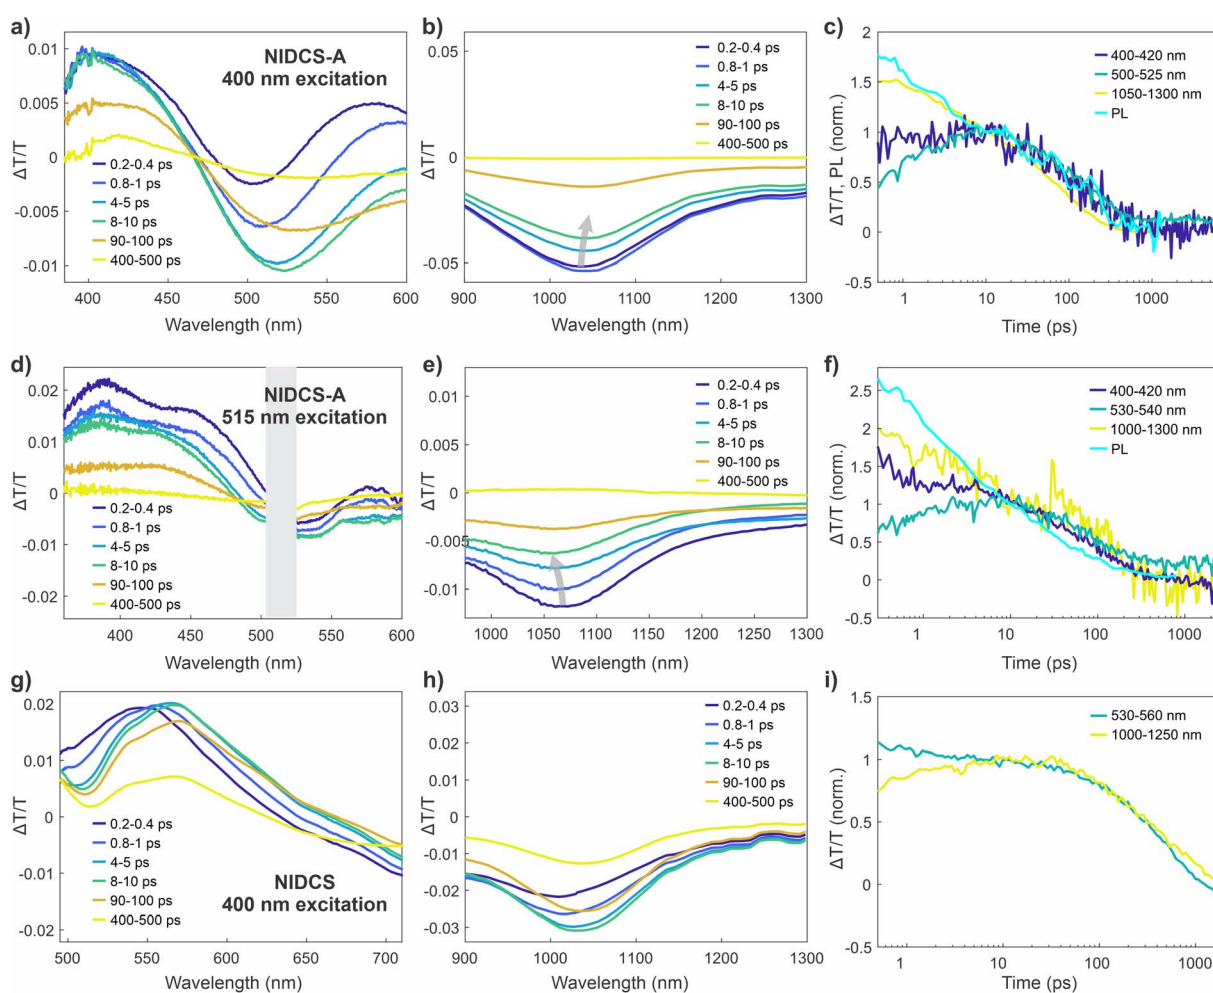 a)
NIDCS-A
400 nm excitation
0.01
0.005
0
-0.005
-0.01
ΔT/T
0.2-0.4 ps
0.8-1 ps
4-5 ps
8-10 ps
90-100 ps
400-500 ps
400
450
500
550
600
Wavelength (nm)
b)
0.05
0
-0.05
ΔT/T
0.2-0.4 ps
0.8-1 ps
4-5 ps
8-10 ps
90-100 ps
400-500 ps
900
1000
1100
1200
1300
Wavelength (nm)
c)
2
1.5
1
0.5
0
-0.5
ΔT/T, PL (norm.)
400-420 nm
500-525 nm
1050-1300 nm
PL
1
10
100
1000
Time (ps)
d)
NIDCS-A
515 nm excitation
0.02
0.01
0
-0.01
-0.02
ΔT/T
0.2-0.4 ps
0.8-1 ps
4-5 ps
8-10 ps
90-100 ps
400-500 ps
400
450
500
550
600
Wavelength (nm)
e)
0.01
0.005
0
-0.005
-0.01
ΔT/T
0.2-0.4 ps
0.8-1 ps
4-5 ps
8-10 ps
90-100 ps
400-500 ps
1000
1050
1100
1150
1200
1300
Wavelength (nm)
f)
2.5
2.0
1.5
1
0.5
0
-0.5
ΔT/T (norm.)
400-420 nm
530-540 nm
1000-1300 nm
PL
1
10
100
1000
Time (ps)
g)
0.02
0.01
0
-0.01
-0.02
ΔT/T
0.2-0.4 ps
0.8-1 ps
4-5 ps
8-10 ps
90-100 ps
400-500 ps
NIDCS
400 nm excitation
500
550
600
650
700
Wavelength (nm)
h)
0.03
0.02
0.01
0
-0.01
-0.02
-0.03
ΔT/T
0.2-0.4 ps
0.8-1 ps
4-5 ps
8-10 ps
90-100 ps
400-500 ps
900
1000
1100
1200
1300
Wavelength (nm)
i)
1.5
1
0.5
0
-0.5
ΔT/T (norm.)
530-560 nm
1000-1250 nm
1
10
100
1000
Time (ps)